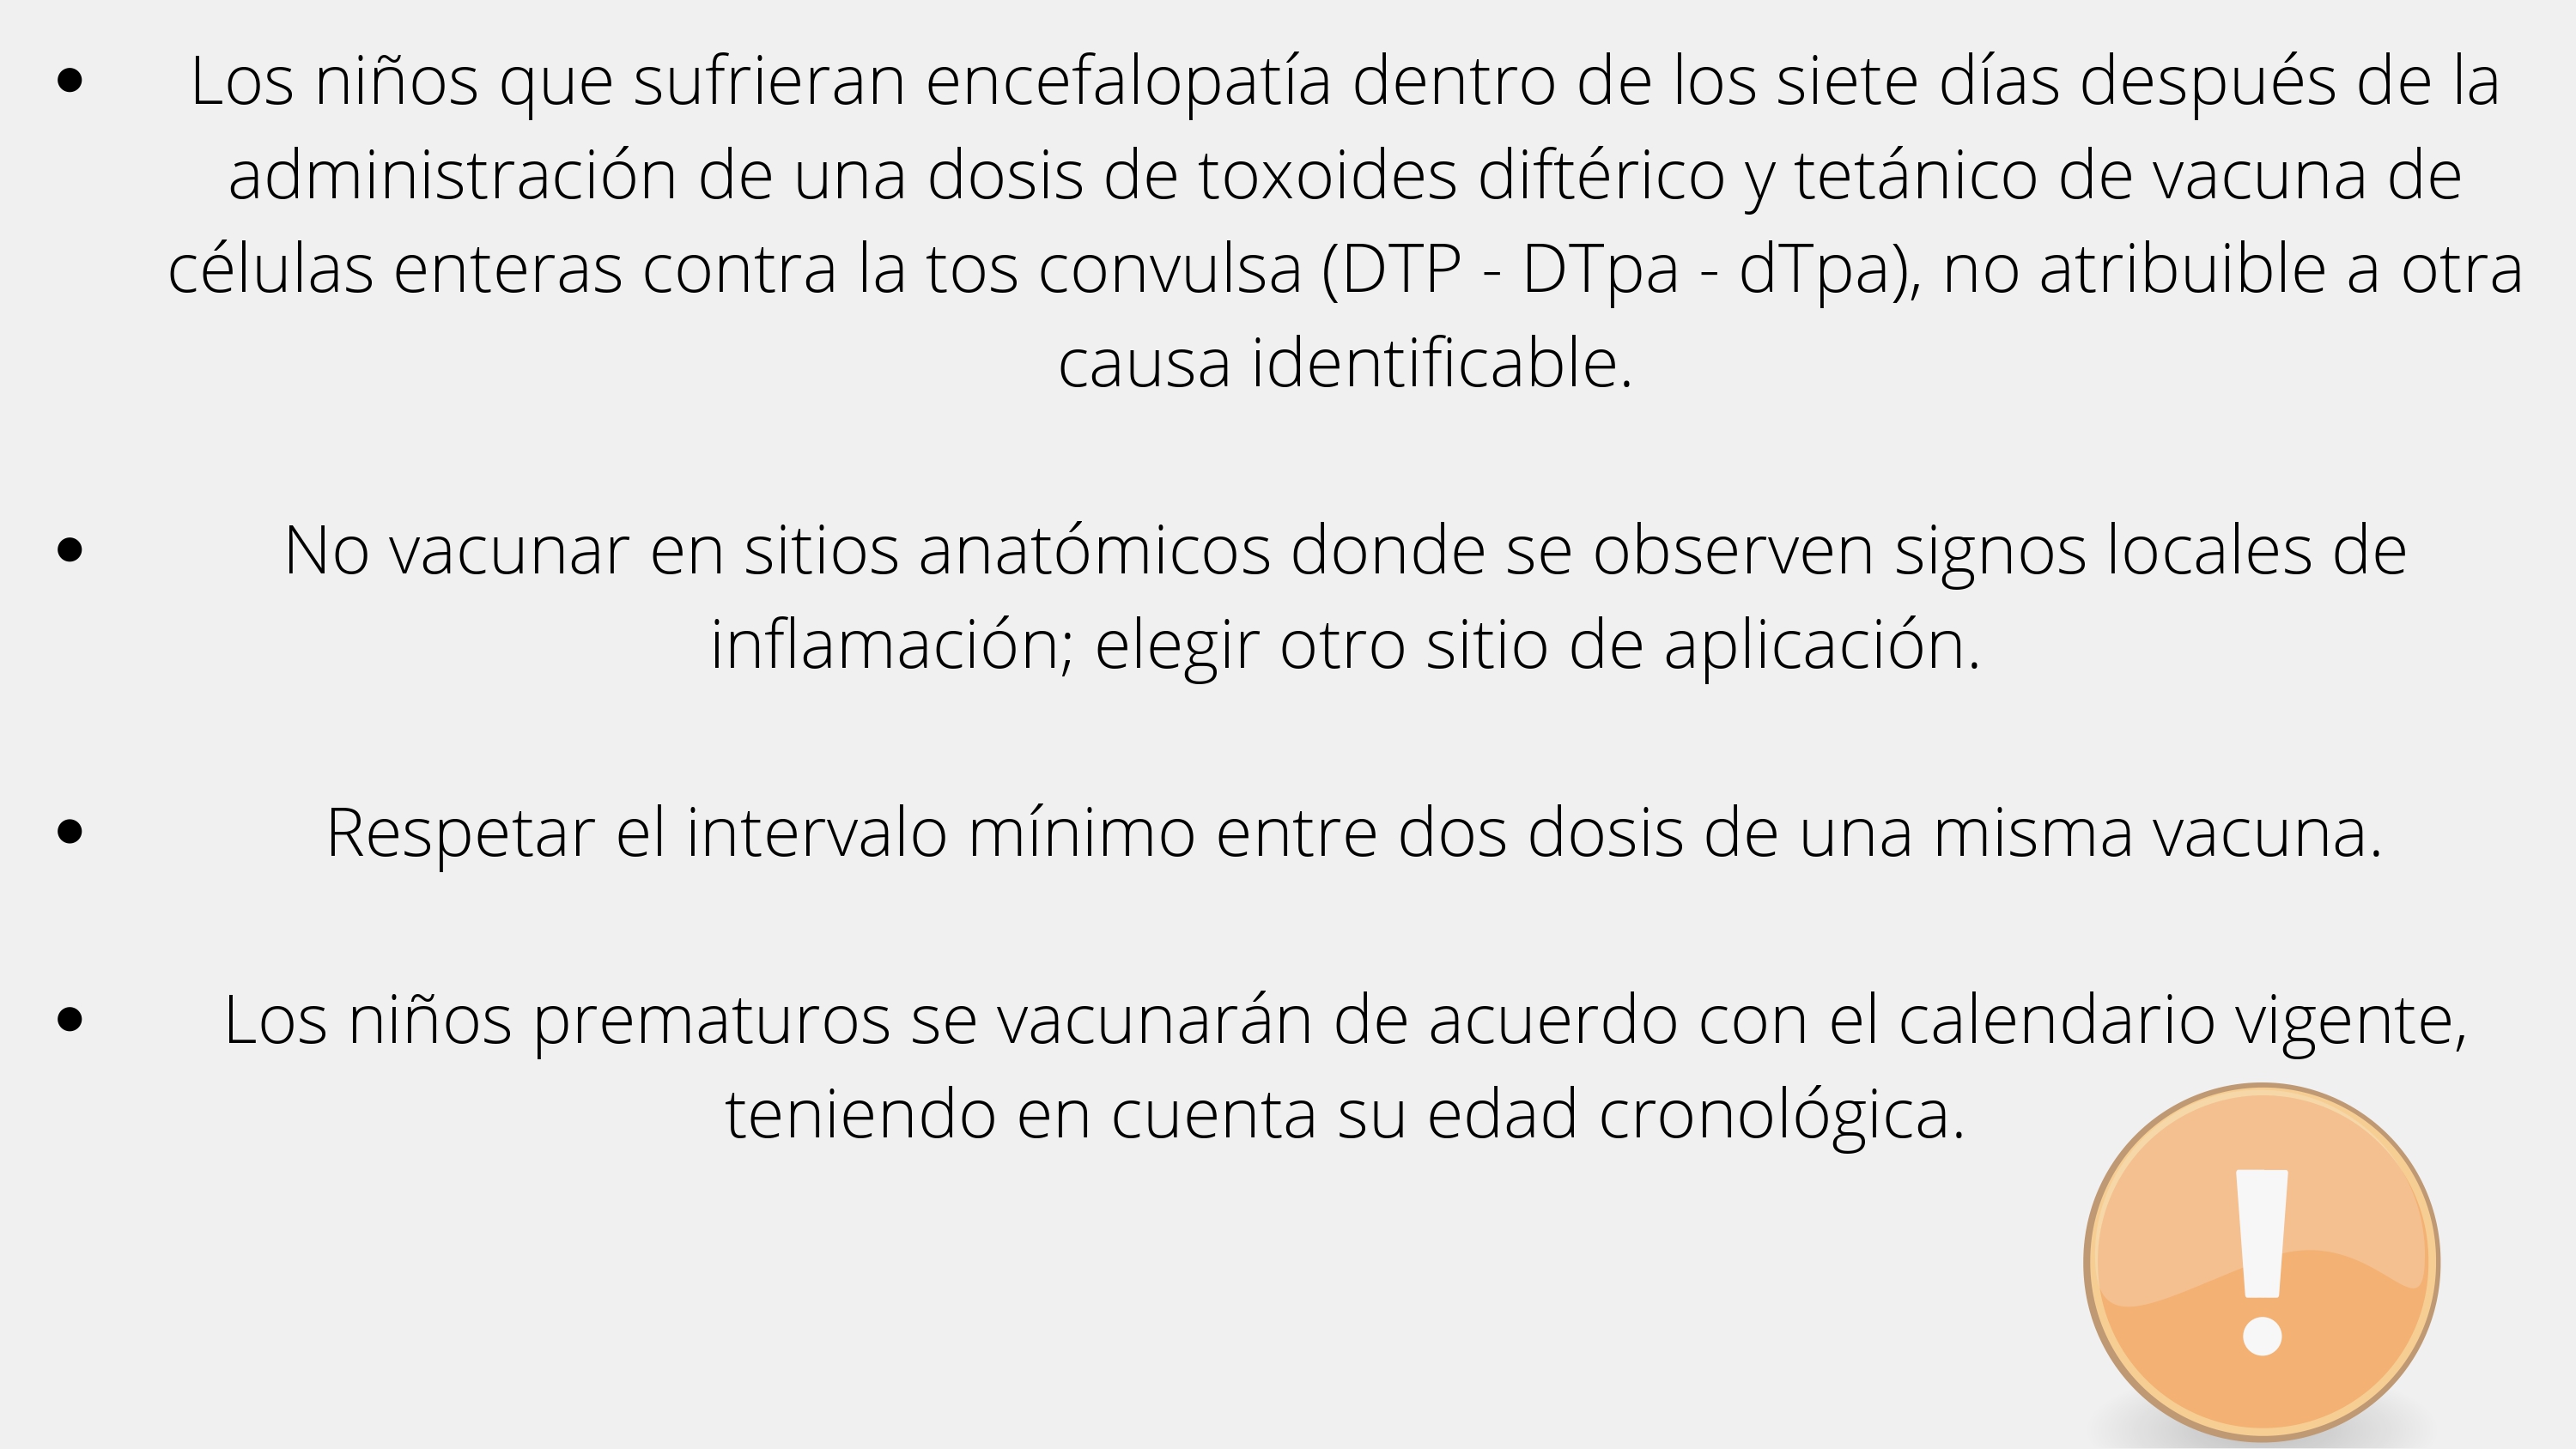 • Los niños que sufrieran encefalopatía dentro de los siete días después de la
administración de una dosis de toxoides diftérico y tetánico de vacuna de
células enteras contra la tos convulsa (DTP - DTpa - dTpa), no atribuible a otra
causa identificable.
• No vacunar en sitios anatómicos donde se observen signos locales de
inflamación; elegir otro sitio de aplicación.
• Respetar el intervalo mínimo entre dos dosis de una misma vacuna.
• Los niños prematuros se vacunarán de acuerdo con el calendario vigente,
teniendo en cuenta su edad cronológica.
!